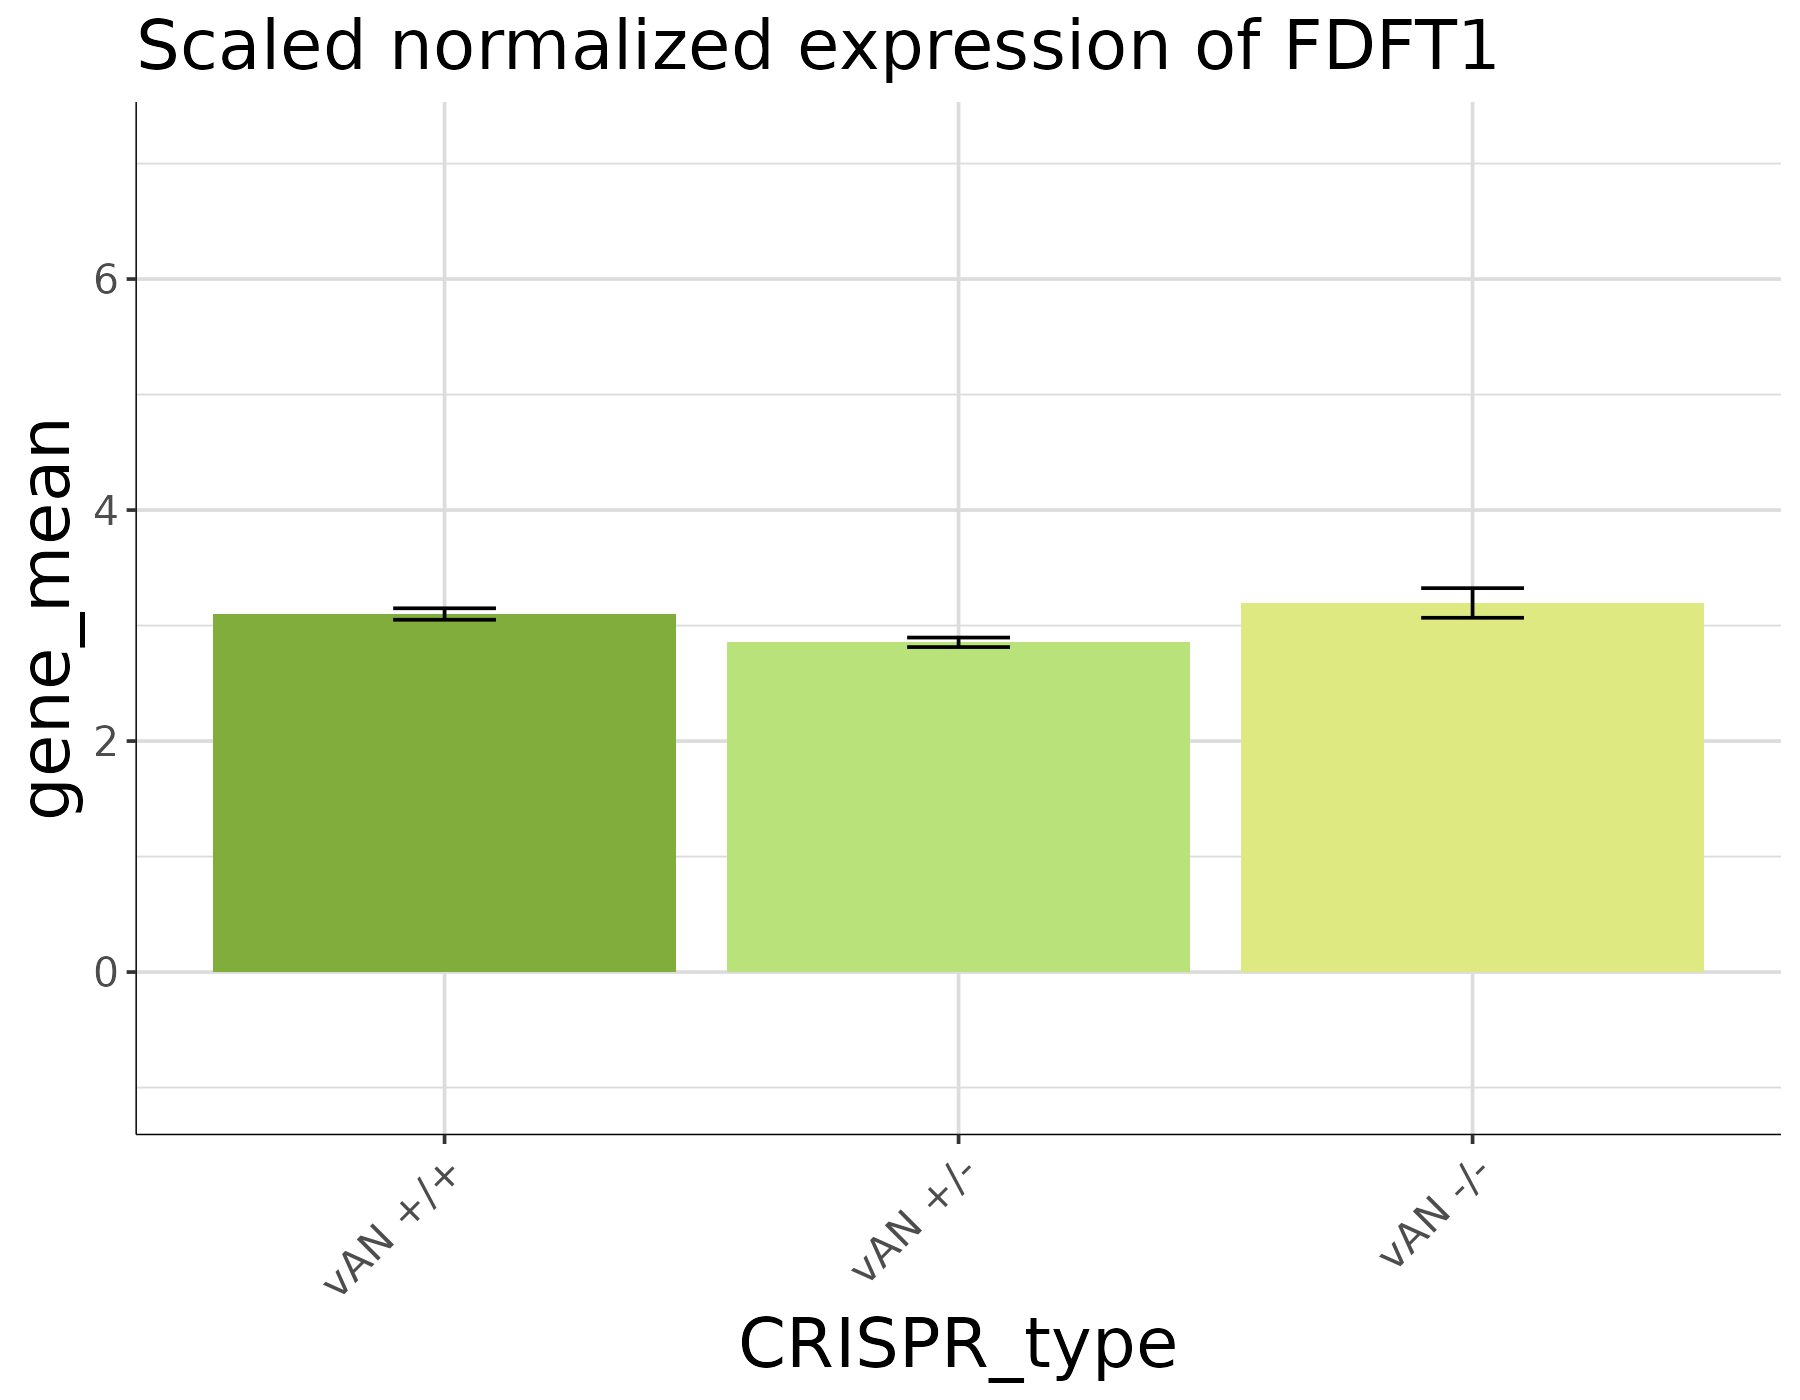 Scaled normalized expression of FDFT1
gene_mean
6
4
2
0
vAN +/+
vAN +/-
vAN -/-
CRISPR_type